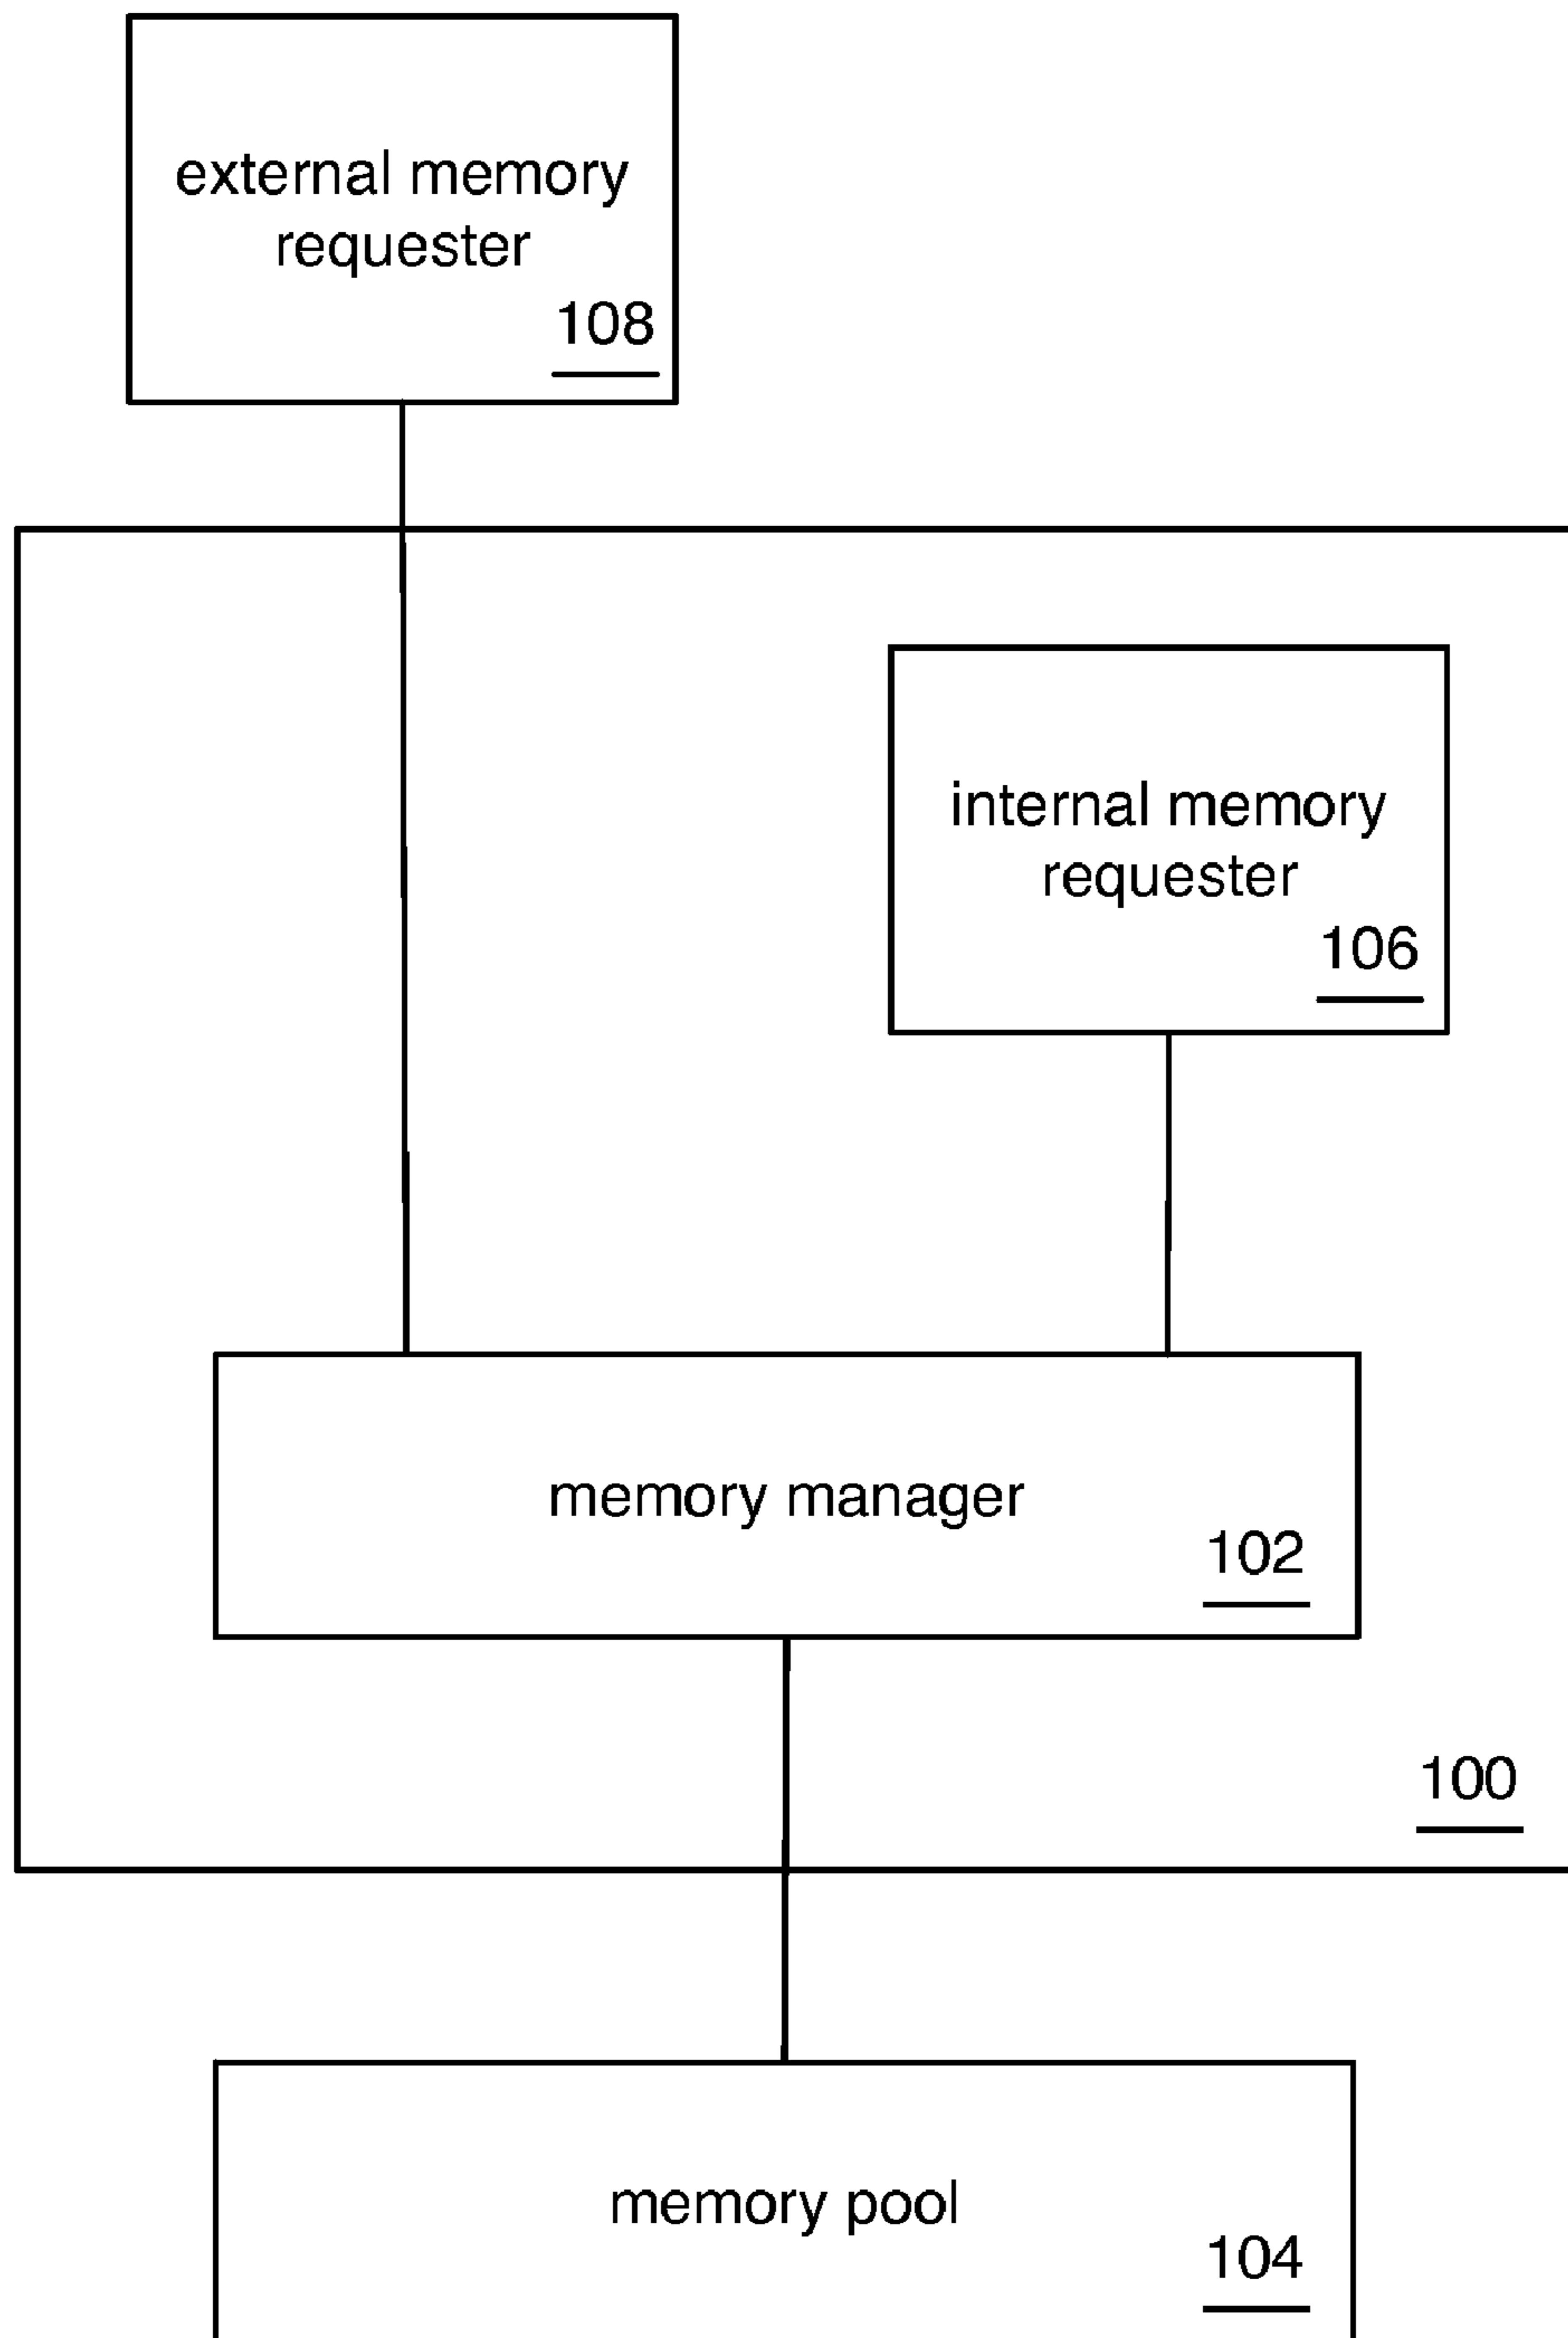 external memory
requester
108
internal memory
requester
106
memory manager
102
100
memory pool
104